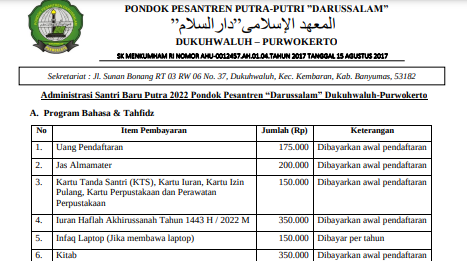 PONDOK PESANTREN PUTRA-PUTRI "DARUSSALAM"
المعهد الإسلامي "دار السلام"
DUKUHWALUH – PURWOKERTO
SK MENKUMHAM RI NOMOR AHU-0012457.AH.01.04.TAHUN 2017 TANGGAL 15 AGUSTUS 2017
Sekretariat : Jl. Sunan Bonang RT 03 RW 06 No. 37, Dukuhwaluh, Kec. Kembaran, Kab. Banyumas, 53182
Administrasi Santri Baru Putra 2022 Pondok Pesantren "Darussalam" Dukuhwaluh-Purwokerto
A. Program Bahasa & Tahfidz
No Item Pembayaran Jumlah (Rp) Keterangan
1. Uang Pendaftaran 175.000 Dibayarkan awal pendaftaran
2. Jas Almamater 200.000 Dibayarkan awal pendaftaran
3. Kartu Tanda Santri (KTS), Kartu Iuran, Kartu Izin 150.000 Dibayarkan awal pendaftaran
Pulang, Kartu Perpustakaan dan Perawatan
Perpustakaan
4. Iuran Haflah Akhirussanah Tahun 1443 H / 2022 M 350.000 Dibayarkan awal pendaftaran
5. Infaq Laptop (Jika membawa laptop) 150.000 Dibayar per tahun
6. Kitab 350.000 Dibayarkan awal pendaftaran